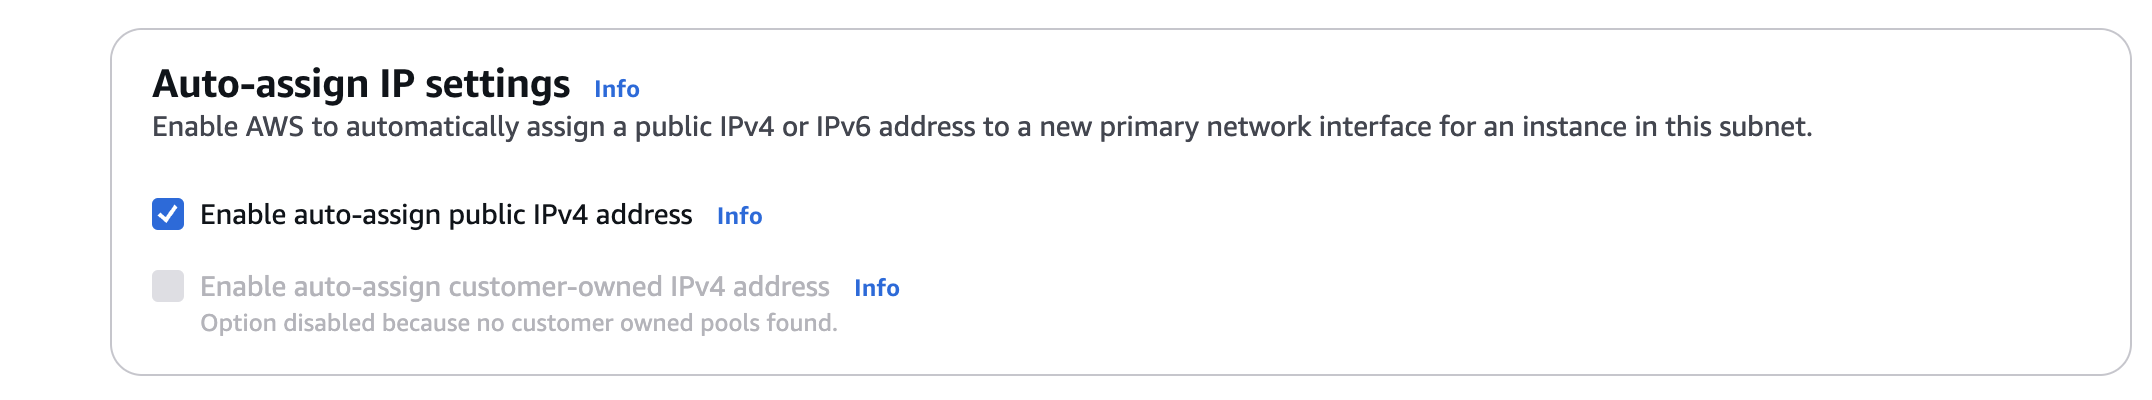 Auto-assign IP settings Info
Enable AWS to automatically assign a public IPv4 or IPv6 address to a new primary network interface for an instance in this subnet.
Enable auto-assign public IPv4 address Info
Enable auto-assign customer-owned IPv4 address Info
Option disabled because no customer owned pools found.